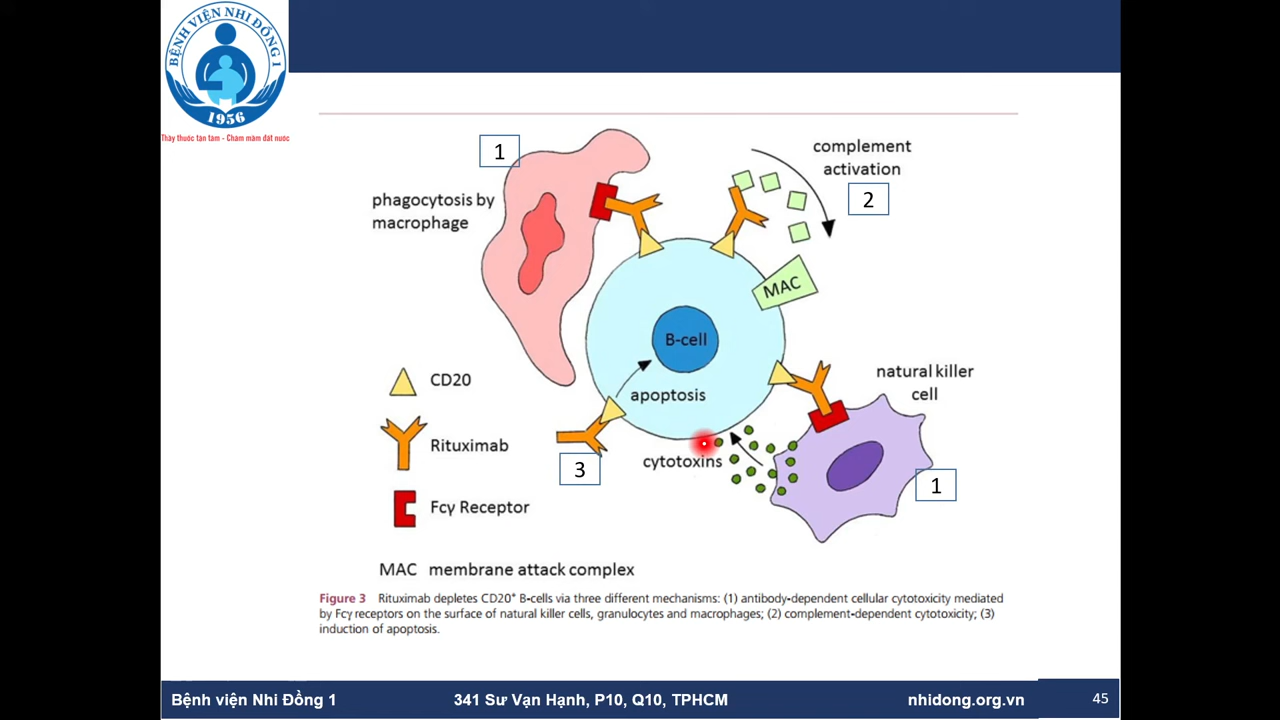 BỆNH VIỆN NHI ĐỒNG 1
1956
Thầy thuốc tận tâm - Chăm mầm đất nước
1
phagocytosis by
macrophage
complement
activation
2
MAC
B-cell
apoptosis
natural killer
cell
CD20
Rituximab
3
cytotoxins
1
Fcγ Receptor
MAC membrane attack complex
Figure 3 Rituximab depletes CD20⁺ B-cells via three different mechanisms: (1) antibody-dependent cellular cytotoxicity mediated
by Fcγ receptors on the surface of natural killer cells, granulocytes and macrophages; (2) complement-dependent cytotoxicity; (3)
induction of apoptosis.
Bệnh viện Nhi Đồng 1 341 Sư Vạn Hạnh, P10, Q10, TPHCM nhidong.org.vn 45